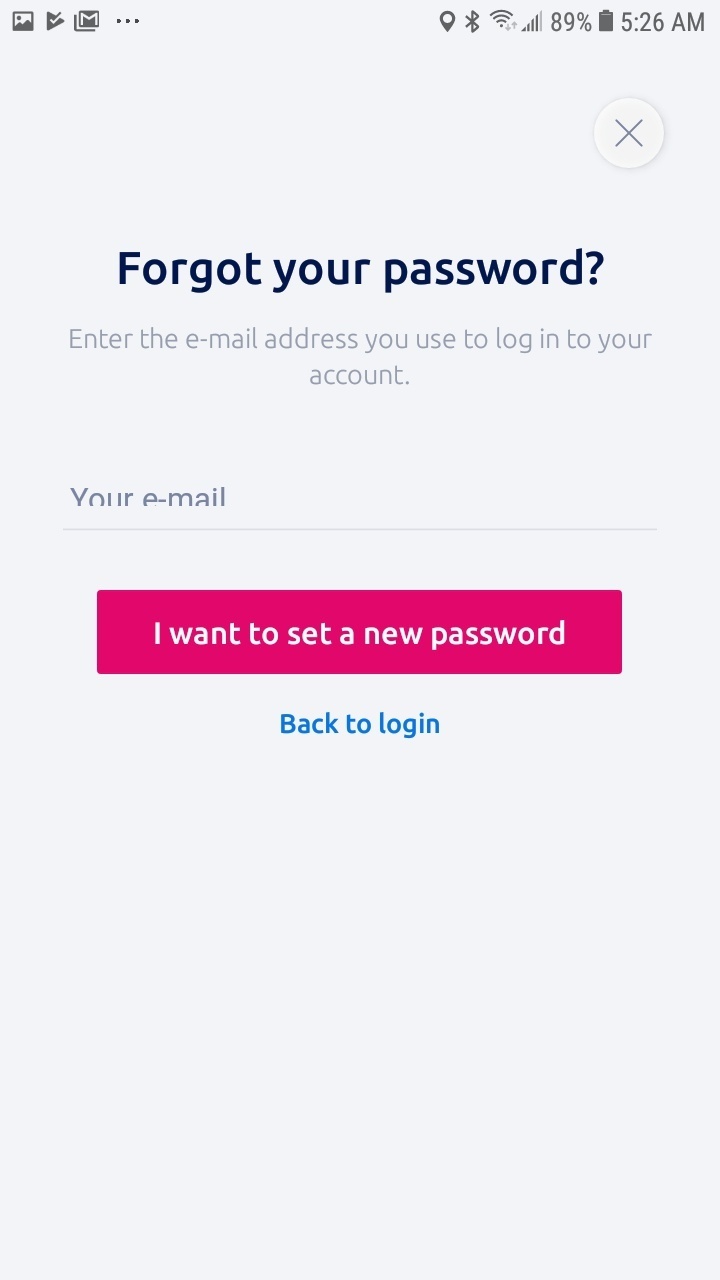 89% 5:26 AM
Forgot your password?
Enter the e-mail address you use to log in to your
account.
Your e-mail
I want to set a new password
Back to login